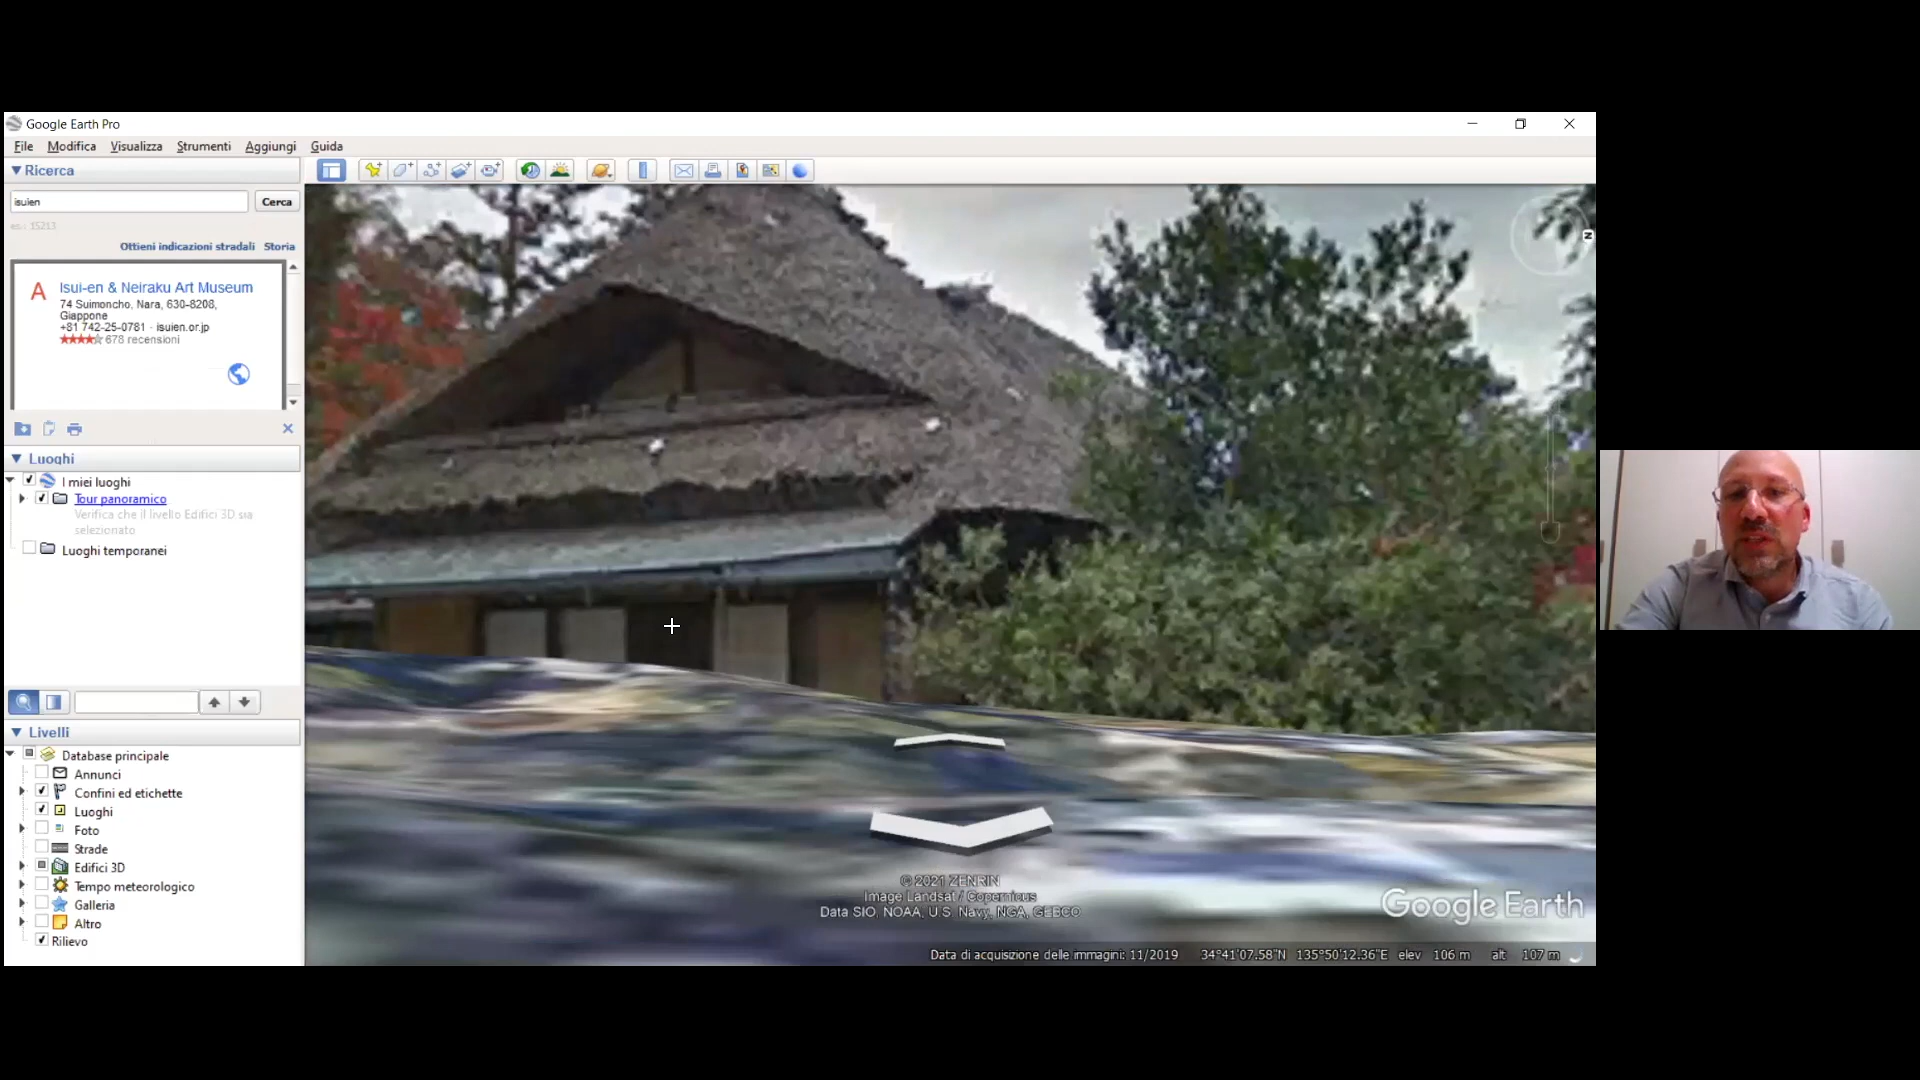 Google Earth Pro
File Modifica Visualizza Strumenti Aggiungi Guida
Ricerca
isuien
Cerca
es.: 15213
Ottieni indicazioni stradali Storia
A
Isui-en & Neiraku Art Museum
74 Suimoncho, Nara, 630-8208,
Giappone
+81 742-25-0781 · isuien.or.jp
678 recensioni
Luoghi
I miei luoghi
Tour panoramico
Verifica che il livello Edifici 3D sia
selezionato
Luoghi temporanei
Livelli
Database principale
Annunci
Confini ed etichette
Luoghi
Foto
Strade
Edifici 3D
Tempo meteorologico
Galleria
Altro
Rilievo
N
© 2021 ZENRIN
Image Landsat / Copernicus
Data SIO, NOAA, U.S. Navy, NGA, GEBCO
Google Earth
Data di acquisizione delle immagini: 11/2019 34°41'07.58"N 135°50'12.36"E elev 106 m alt 107 m